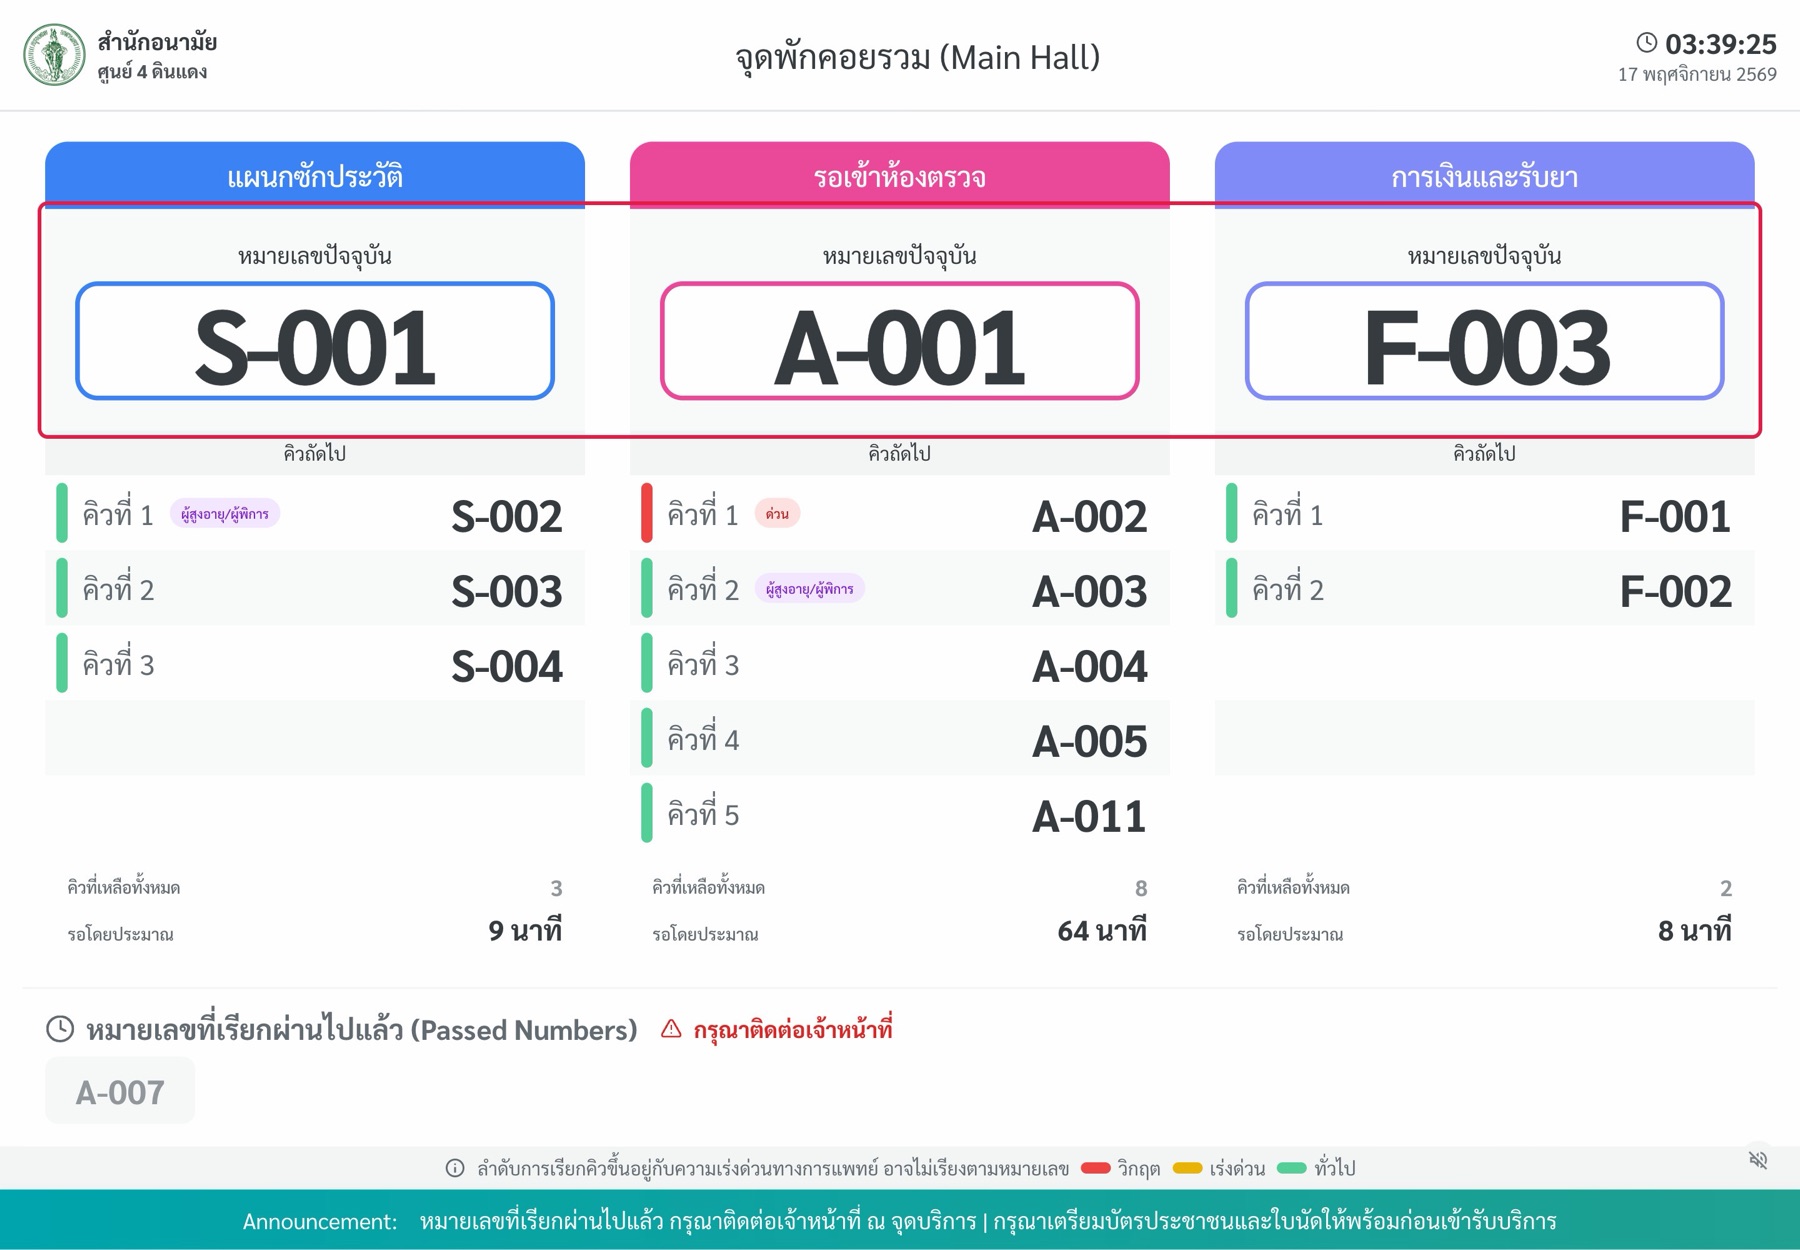 สำนักอนามัย
ศูนย์ 4 ดินแดง
จุดพักคอยรวม (Main Hall)
03:39:25
17 พฤศจิกายน 2569
แผนกซักประวัติ
หมายเลขปัจจุบัน
S-001
คิวถัดไป
คิวที่ 1 ผู้สูงอายุ/ผู้พิการ S-002
คิวที่ 2 S-003
คิวที่ 3 S-004
คิวที่เหลือทั้งหมด 3
รอโดยประมาณ 9 นาที
รอเข้าห้องตรวจ
หมายเลขปัจจุบัน
A-001
คิวถัดไป
คิวที่ 1 ด่วน A-002
คิวที่ 2 ผู้สูงอายุ/ผู้พิการ A-003
คิวที่ 3 A-004
คิวที่ 4 A-005
คิวที่ 5 A-011
คิวที่เหลือทั้งหมด 8
รอโดยประมาณ 64 นาที
การเงินและรับยา
หมายเลขปัจจุบัน
F-003
คิวถัดไป
คิวที่ 1 F-001
คิวที่ 2 F-002
คิวที่เหลือทั้งหมด 2
รอโดยประมาณ 8 นาที
หมายเลขที่เรียกผ่านไปแล้ว (Passed Numbers) กรุณาติดต่อเจ้าหน้าที่
A-007
ลำดับการเรียกคิวขึ้นอยู่กับความเร่งด่วนทางการแพทย์ อาจไม่เรียงตามหมายเลข วิกฤต เร่งด่วน ทั่วไป
Announcement: หมายเลขที่เรียกผ่านไปแล้ว กรุณาติดต่อเจ้าหน้าที่ ณ จุดบริการ | กรุณาเตรียมบัตรประชาชนและใบนัดให้พร้อมก่อนเข้ารับบริการ